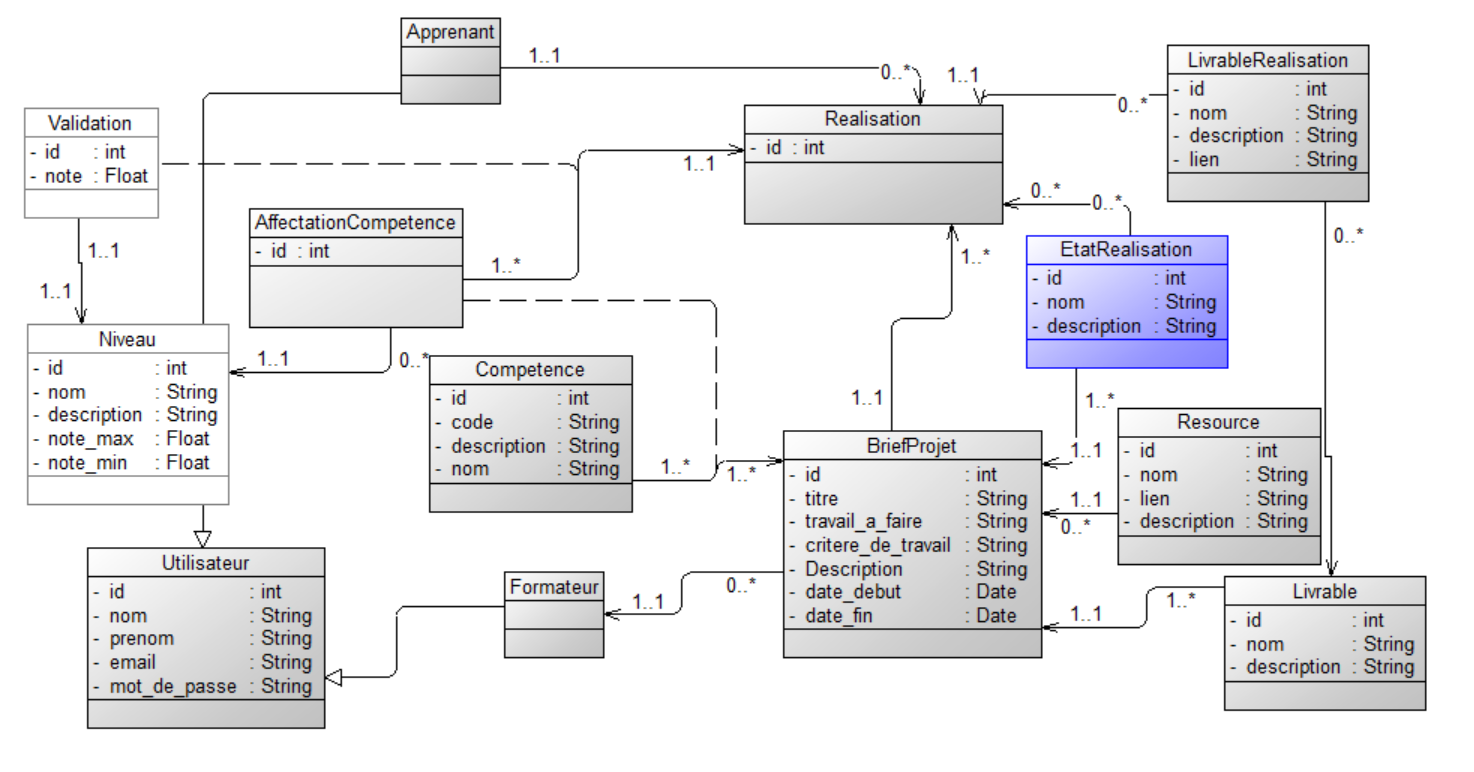 Apprenant
1..1
0..*
1..1
LivrableRealisation
- id : int
- nom : String
- description : String
- lien : String
0..*
Validation
- id : int
- note : Float
Realisation
- id : int
1..1
0..*
0..*
AffectationCompetence
- id : int
1..*
1..*
EtatRealisation
- id : int
- nom : String
- description : String
0..*
1..1
1..1
Niveau
- id : int
- nom : String
- description : String
- note_max : Float
- note_min : Float
1..1
0..*
Competence
- id : int
- code : String
- description : String
- nom : String
1..*
1..*
1..1
BriefProjet
- id : int
- titre : String
- travail_a_faire : String
- critere_de_travail : String
- Description : String
- date_debut : Date
- date_fin : Date
1..*
1..1
Resource
- id : int
- nom : String
- lien : String
- description : String
1..1
0..*
Utilisateur
- id : int
- nom : String
- prenom : String
- email : String
- mot_de_passe : String
Formateur
1..1
0..*
1..1
1..*
Livrable
- id : int
- nom : String
- description : String